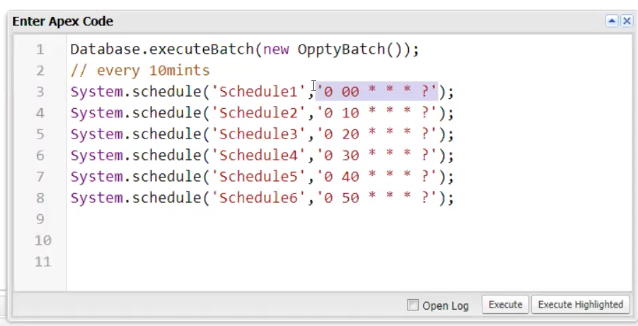 Enter Apex Code
1 Database.executeBatch(new OpptyBatch());
2 // every 10mints
3 System.schedule('Schedule1','0 00 * * * ?');
4 System.schedule('Schedule2','0 10 * * * ?');
5 System.schedule('Schedule3','0 20 * * * ?');
6 System.schedule('Schedule4','0 30 * * * ?');
7 System.schedule('Schedule5','0 40 * * * ?');
8 System.schedule('Schedule6','0 50 * * * ?');
9
10
11
Open Log Execute Execute Highlighted